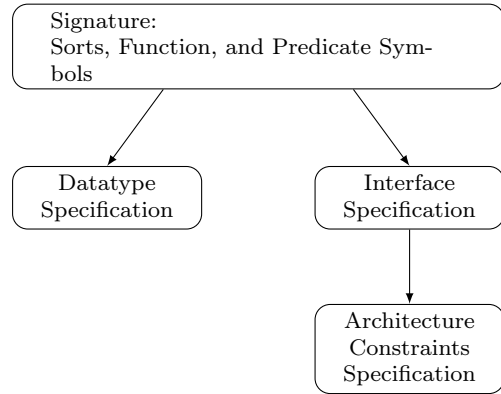 Signature:
Sorts, Function, and Predicate Sym-
bols
Datatype
Specification
Interface
Specification
Architecture
Constraints
Specification